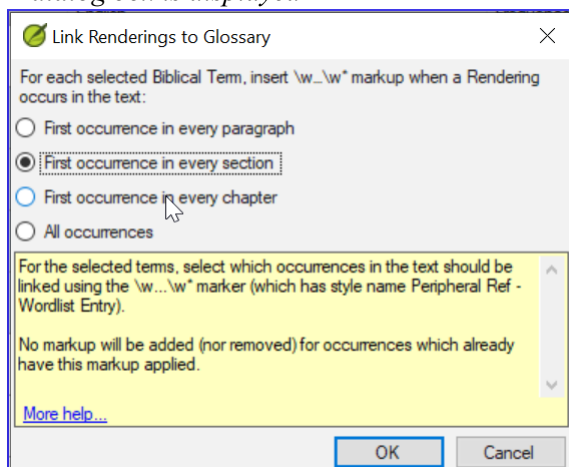 Link Renderings to Glossary
For each selected Biblical Term, insert \w...\w* markup when a Rendering
occurs in the text:
First occurrence in every paragraph
First occurrence in every section
First occurrence in every chapter
All occurrences
For the selected terms, select which occurrences in the text should be
linked using the \w...\w* marker (which has style name Peripheral Ref -
Wordlist Entry).
No markup will be added (nor removed) for occurrences which already
have this markup applied.
More help...
OK Cancel